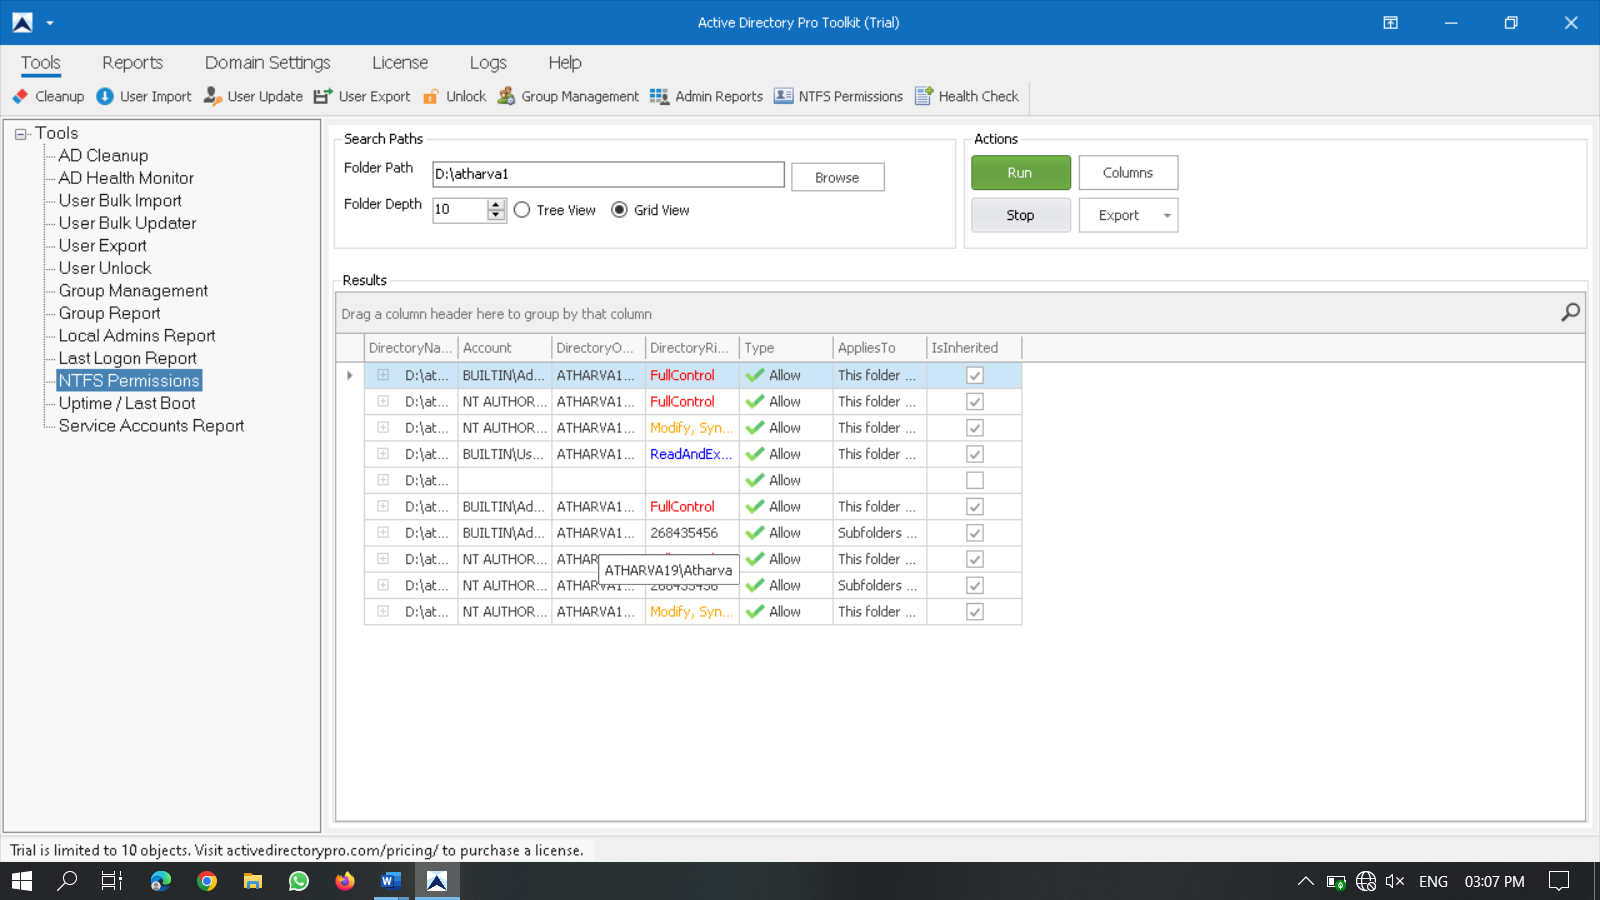 Active Directory Pro Toolkit (Trial)
Tools Reports Domain Settings License Logs Help
Cleanup User Import User Update User Export Unlock Group Management Admin Reports NTFS Permissions Health Check
Tools
AD Cleanup
AD Health Monitor
User Bulk Import
User Bulk Updater
User Export
User Unlock
Group Management
Group Report
Local Admins Report
Last Logon Report
NTFS Permissions
Uptime / Last Boot
Service Accounts Report
Search Paths
Folder Path D:\atharva1 Browse
Folder Depth 10 Tree View Grid View
Actions
Run Columns
Stop Export
Results
Drag a column header here to group by that column
DirectoryNa... Account DirectoryO... DirectoryRi... Type AppliesTo IsInherited
D:\at... BUILTIN\Ad... ATHARVA1... FullControl Allow This folder ...
D:\at... NT AUTHOR... ATHARVA1... FullControl Allow This folder ...
D:\at... NT AUTHOR... ATHARVA1... Modify, Syn... Allow This folder ...
D:\at... BUILTIN\Us... ATHARVA1... ReadAndEx... Allow This folder ...
D:\at... Allow
D:\at... BUILTIN\Ad... ATHARVA1... FullControl Allow This folder ...
D:\at... BUILTIN\Ad... ATHARVA1... 268435456 Allow Subfolders ...
D:\at... NT AUTHOR... Allow This folder ...
ATHARVA19\Atharva
D:\at... NT AUTHOR... ATHARVA1... 268435456 Allow Subfolders ...
D:\at... NT AUTHOR... ATHARVA1... Modify, Syn... Allow This folder ...
Trial is limited to 10 objects. Visit activedirectorypro.com/pricing/ to purchase a license.
ENG 03:07 PM